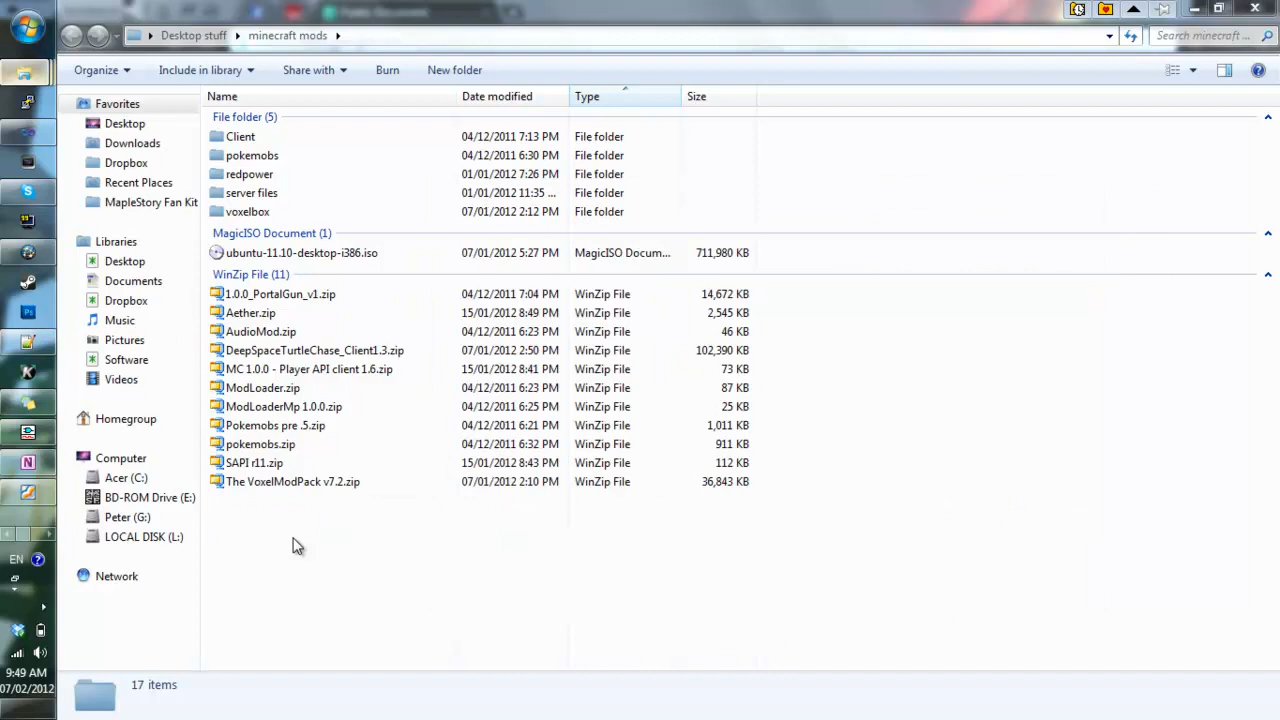 Desktop stuff minecraft mods Search minecraft ...
Organize Include in library Share with Burn New folder
Name Date modified Type Size
Favorites
Desktop
Downloads
Dropbox
Recent Places
MapleStory Fan Kit
Libraries
Desktop
Documents
Dropbox
Music
Pictures
Software
Videos
Homegroup
Computer
Acer (C:)
BD-ROM Drive (E:)
Peter (G:)
LOCAL DISK (L:)
Network
File folder (5)
Client 04/12/2011 7:13 PM File folder
pokemobs 04/12/2011 6:30 PM File folder
redpower 01/01/2012 7:26 PM File folder
server files 01/01/2012 11:35 ... File folder
voxelbox 07/01/2012 2:12 PM File folder
MagicISO Document (1)
ubuntu-11.10-desktop-i386.iso 07/01/2012 5:27 PM MagicISO Docum... 711,980 KB
WinZip File (11)
1.0.0_PortalGun_v1.zip 04/12/2011 7:04 PM WinZip File 14,672 KB
Aether.zip 15/01/2012 8:49 PM WinZip File 2,545 KB
AudioMod.zip 04/12/2011 6:23 PM WinZip File 46 KB
DeepSpaceTurtleChase_Client1.3.zip 07/01/2012 2:50 PM WinZip File 102,390 KB
MC 1.0.0 - Player API client 1.6.zip 15/01/2012 8:41 PM WinZip File 73 KB
ModLoader.zip 04/12/2011 6:23 PM WinZip File 87 KB
ModLoaderMp 1.0.0.zip 04/12/2011 6:25 PM WinZip File 25 KB
Pokemobs pre .5.zip 04/12/2011 6:21 PM WinZip File 1,011 KB
pokemobs.zip 04/12/2011 6:32 PM WinZip File 911 KB
SAPI r11.zip 15/01/2012 8:43 PM WinZip File 112 KB
The VoxelModPack v7.2.zip 07/01/2012 2:10 PM WinZip File 36,843 KB
17 items
EN
9:49 AM
07/02/2012